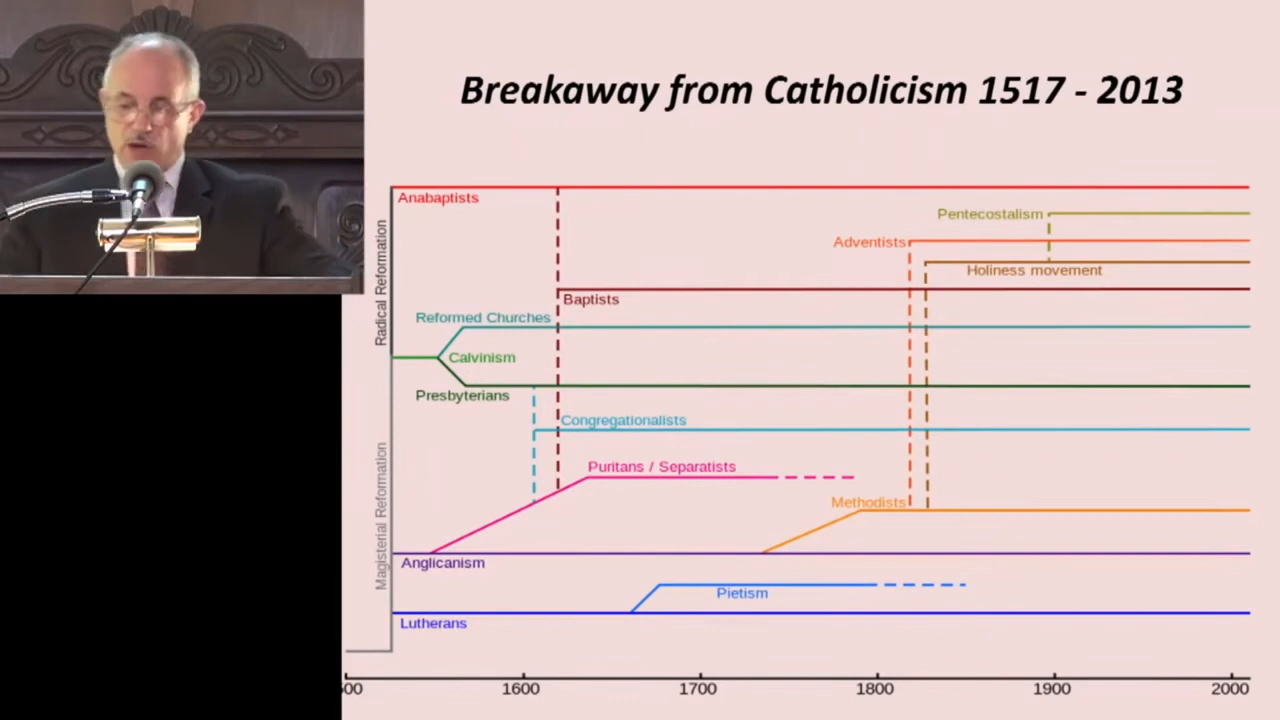 Breakaway from Catholicism 1517 - 2013
Radical Reformation
Magisterial Reformation
Anabaptists
Pentecostalism
Adventists
Holiness movement
Baptists
Reformed Churches
Calvinism
Presbyterians
Congregationalists
Puritans / Separatists
Methodists
Anglicanism
Pietism
Lutherans
00 1600 1700 1800 1900 2000